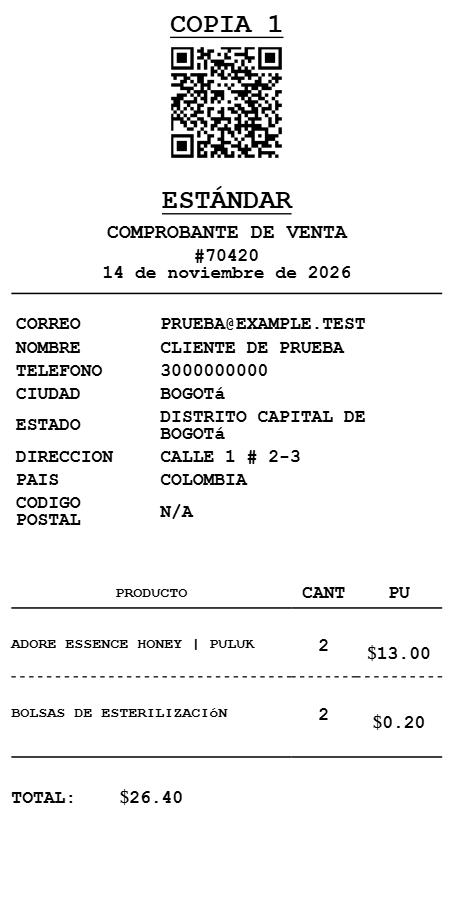 COPIA 1
ESTÁNDAR
COMPROBANTE DE VENTA
#70420
14 de noviembre de 2026
CORREO PRUEBA@EXAMPLE.TEST
NOMBRE CLIENTE DE PRUEBA
TELEFONO 3000000000
CIUDAD BOGOTá
ESTADO DISTRITO CAPITAL DE
BOGOTá
DIRECCION CALLE 1 # 2-3
PAIS COLOMBIA
CODIGO
POSTAL N/A
PRODUCTO CANT PU
ADORE ESSENCE HONEY | PULUK 2 $13.00
BOLSAS DE ESTERILIZACIóN 2 $0.20
TOTAL: $26.40